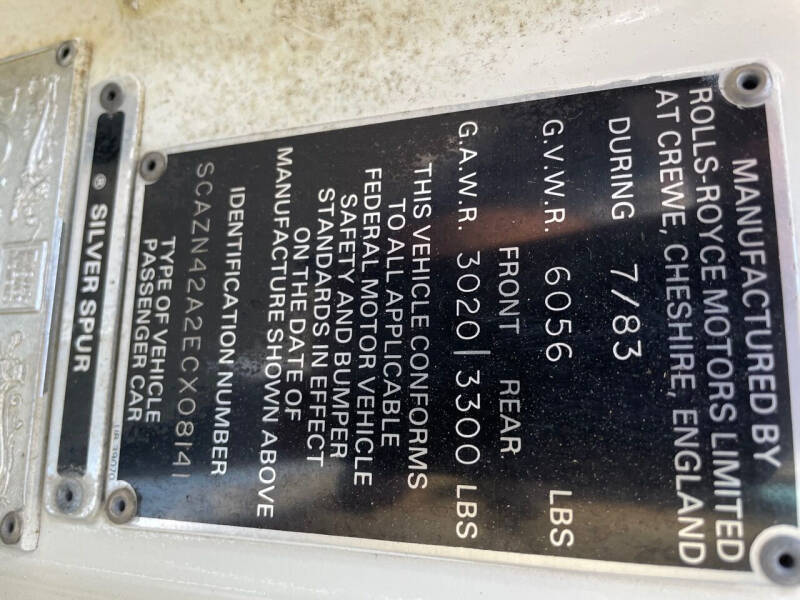 MANUFACTURED BY
ROLLS-ROYCE MOTORS LIMITED
AT CREWE, CHESHIRE, ENGLAND
DURING 7/83
G.V.W.R. 6056 LBS
FRONT REAR
G.A.W.R. 3020 | 3300 LBS
THIS VEHICLE CONFORMS
TO ALL APPLICABLE
FEDERAL MOTOR VEHICLE
SAFETY AND BUMPER
STANDARDS IN EFFECT
ON THE DATE OF
MANUFACTURE SHOWN ABOVE
IDENTIFICATION NUMBER
SCAZN42A2ECX08141
TYPE OF VEHICLE
PASSENGER CAR
® SILVER SPUR